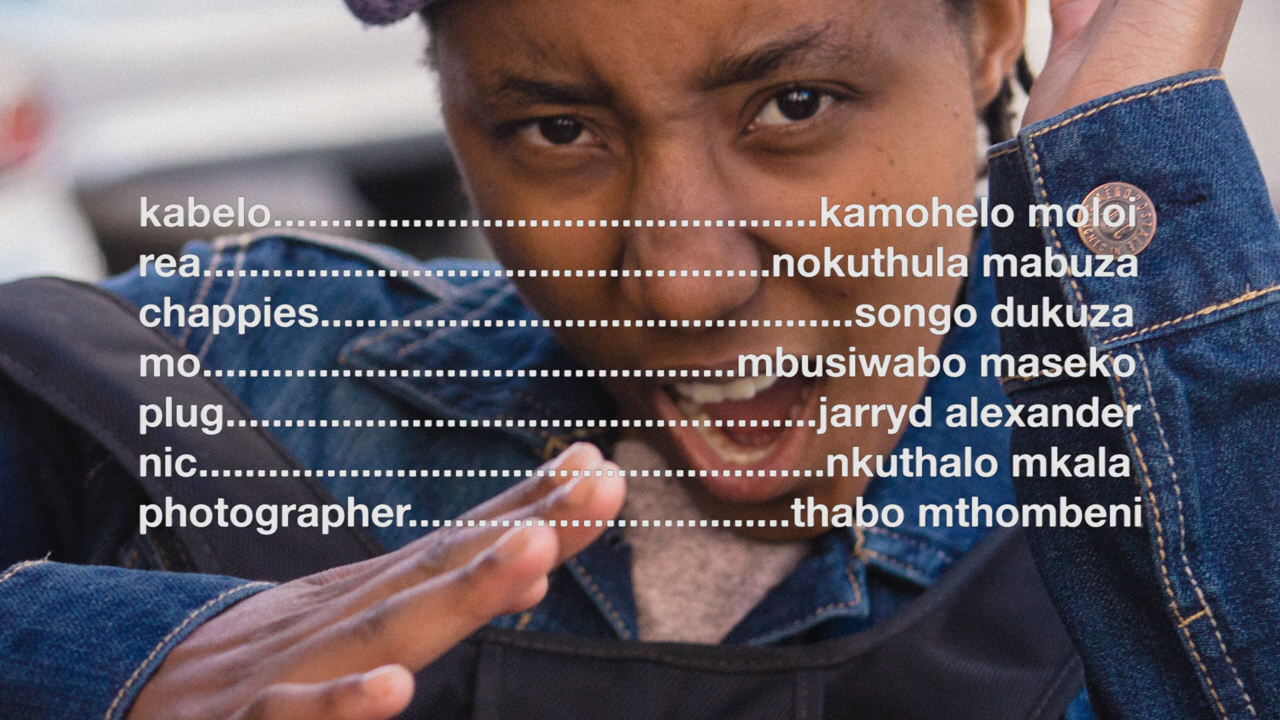 kabelo...............................................kamohelo moloi
rea.................................................nokuthula mabuza
chappies..............................................songo dukuza
mo..............................................mbusiwabo maseko
plug...................................................jarryd alexander
nic......................................................nkuthalo mkala
photographer.................................thabo mthombeni